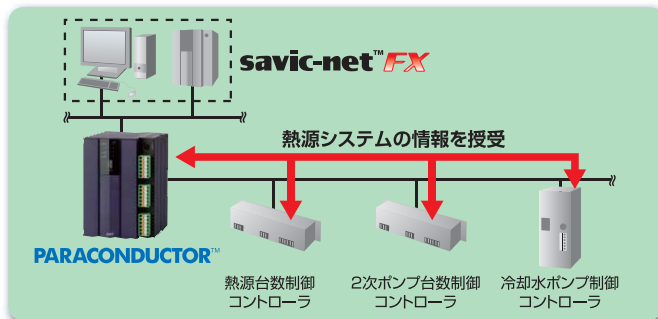 savic-net™FX
熱源システムの情報を授受
PARACONDUCTOR™
熱源台数制御
コントローラ
2次ポンプ台数制御
コントローラ
冷却水ポンプ制御
コントローラ